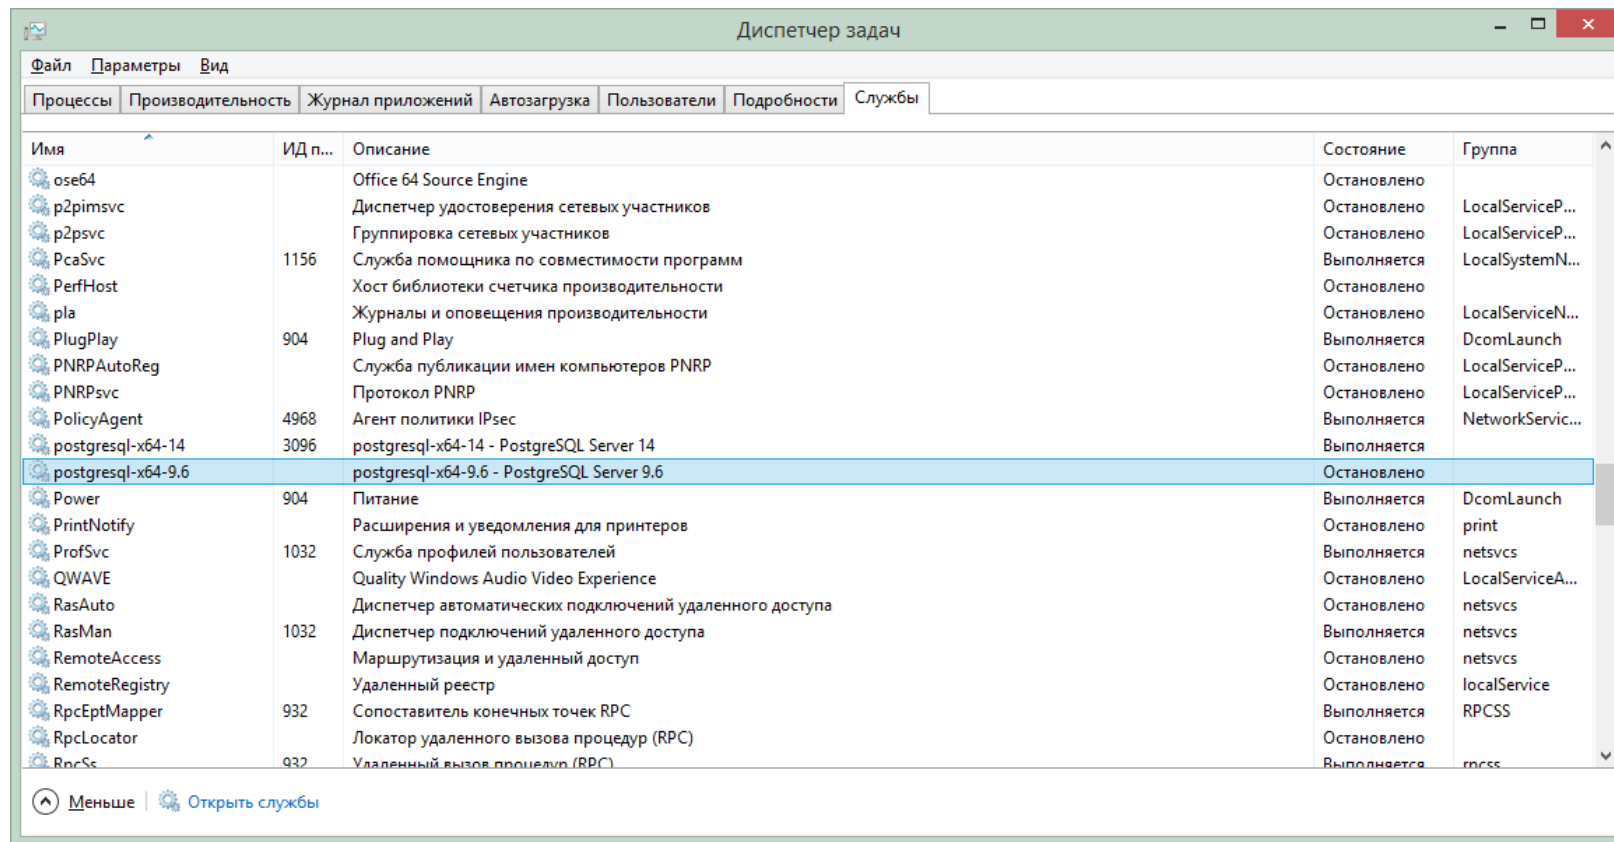 Диспетчер задач
Файл Параметры Вид
Процессы Производительность Журнал приложений Автозагрузка Пользователи Подробности Службы
Имя ИД п... Описание Состояние Группа
ose64 Office 64 Source Engine Остановлено
p2pimsvc Диспетчер удостоверения сетевых участников Остановлено LocalServiceP...
p2psvc Группировка сетевых участников Остановлено LocalServiceP...
PcaSvc 1156 Служба помощника по совместимости программ Выполняется LocalSystemN...
PerfHost Хост библиотеки счетчика производительности Остановлено
pla Журналы и оповещения производительности Остановлено LocalServiceN...
PlugPlay 904 Plug and Play Выполняется DcomLaunch
PNRPAutoReg Служба публикации имен компьютеров PNRP Остановлено LocalServiceP...
PNRPsvc Протокол PNRP Остановлено LocalServiceP...
PolicyAgent 4968 Агент политики IPsec Выполняется NetworkServic...
postgresql-x64-14 3096 postgresql-x64-14 - PostgreSQL Server 14 Выполняется
postgresql-x64-9.6 postgresql-x64-9.6 - PostgreSQL Server 9.6 Остановлено
Power 904 Питание Выполняется DcomLaunch
PrintNotify Расширения и уведомления для принтеров Остановлено print
ProfSvc 1032 Служба профилей пользователей Выполняется netsvcs
QWAVE Quality Windows Audio Video Experience Остановлено LocalServiceA...
RasAuto Диспетчер автоматических подключений удаленного доступа Остановлено netsvcs
RasMan 1032 Диспетчер подключений удаленного доступа Выполняется netsvcs
RemoteAccess Маршрутизация и удаленный доступ Остановлено netsvcs
RemoteRegistry Удаленный реестр Остановлено localService
RpcEptMapper 932 Сопоставитель конечных точек RPC Выполняется RPCSS
RpcLocator Локатор удаленного вызова процедур (RPC) Остановлено
RpcSs 932 Удаленный вызов процедур (RPC) Выполняется rpcss
Меньше Открыть службы